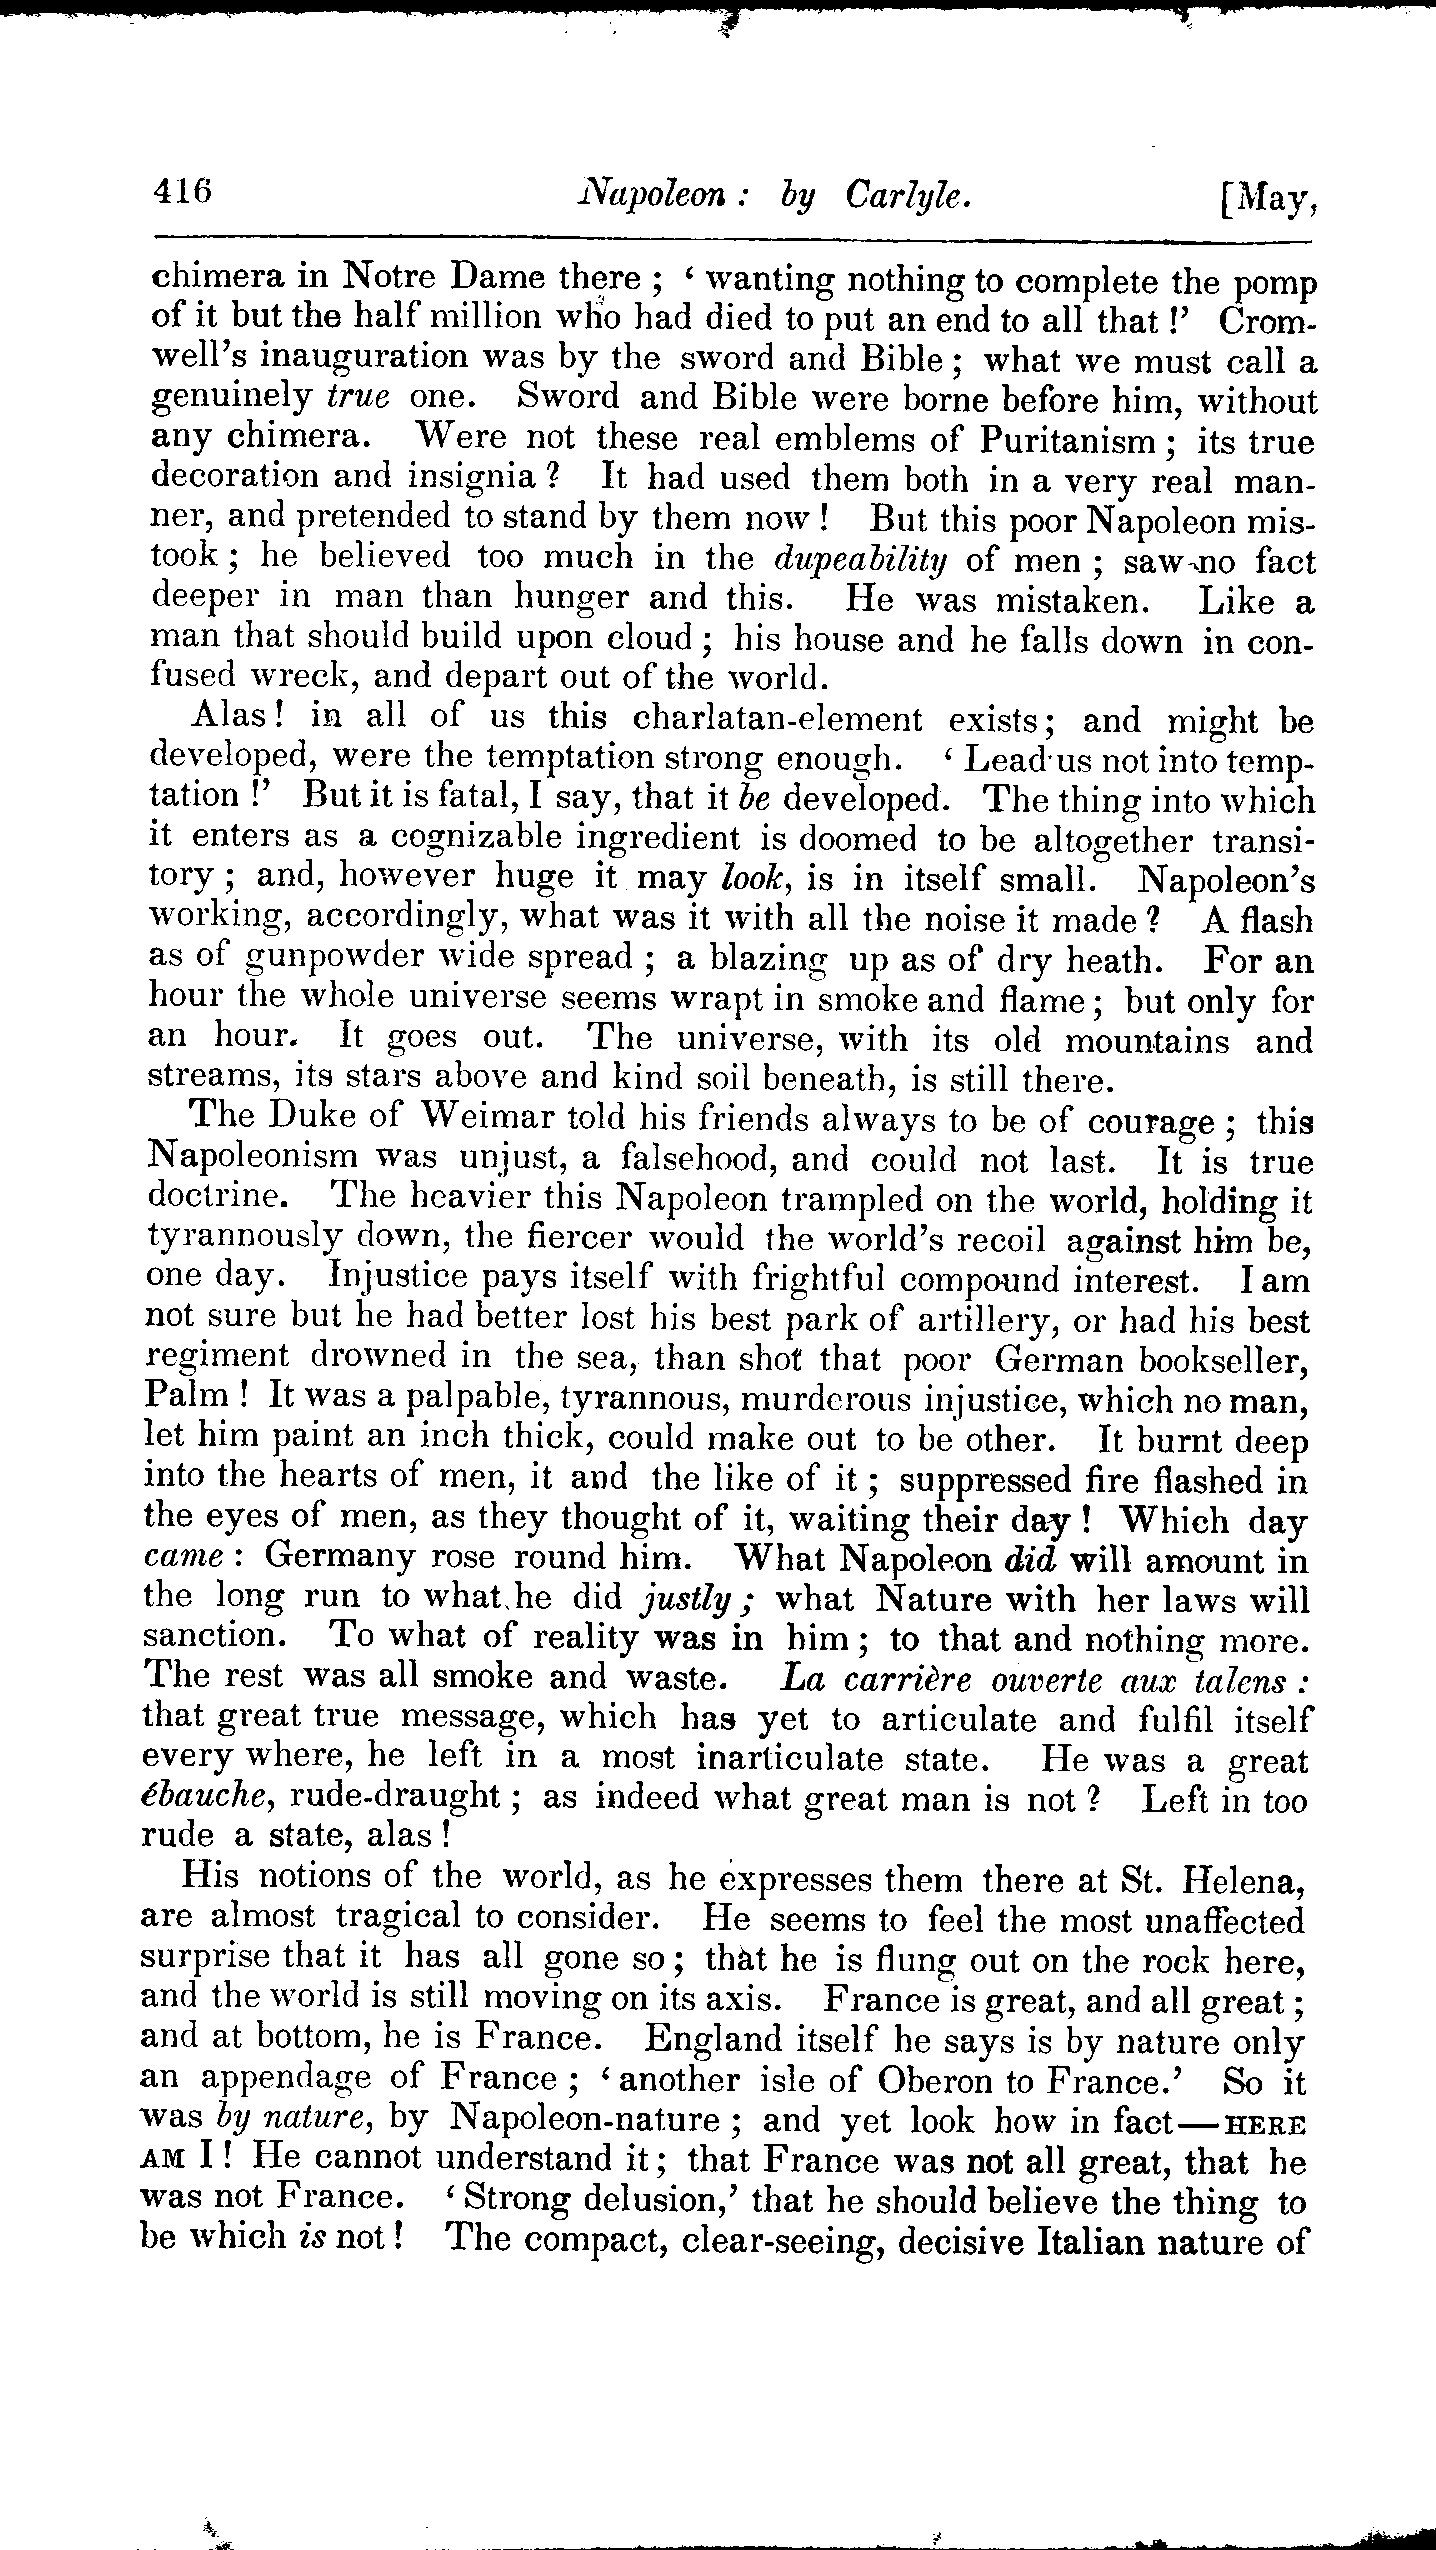 416 Napoleon : by Carlyle. [May,
chimera in Notre Dame there ; ‘ wanting nothing to complete the pomp
of it but the half million who had died to put an end to all that !’ Crom-
well’s inauguration was by the sword and Bible ; what we must call a
genuinely true one. Sword and Bible were borne before him, without
any chimera. Were not these real emblems of Puritanism ; its true
decoration and insignia ? It had used them both in a very real man-
ner, and pretended to stand by them now ! But this poor Napoleon mis-
took ; he believed too much in the dupeability of men ; saw no fact
deeper in man than hunger and this. He was mistaken. Like a
man that should build upon cloud ; his house and he falls down in con-
fused wreck, and depart out of the world.
Alas ! in all of us this charlatan-element exists ; and might be
developed, were the temptation strong enough. ‘ Lead us not into temp-
tation !’ But it is fatal, I say, that it be developed. The thing into which
it enters as a cognizable ingredient is doomed to be altogether transi-
tory ; and, however huge it may look, is in itself small. Napoleon’s
working, accordingly, what was it with all the noise it made ? A flash
as of gunpowder wide spread ; a blazing up as of dry heath. For an
hour the whole universe seems wrapt in smoke and flame ; but only for
an hour. It goes out. The universe, with its old mountains and
streams, its stars above and kind soil beneath, is still there.
The Duke of Weimar told his friends always to be of courage ; this
Napoleonism was unjust, a falsehood, and could not last. It is true
doctrine. The heavier this Napoleon trampled on the world, holding it
tyrannously down, the fiercer would the world’s recoil against him be,
one day. Injustice pays itself with frightful compound interest. I am
not sure but he had better lost his best park of artillery, or had his best
regiment drowned in the sea, than shot that poor German bookseller,
Palm ! It was a palpable, tyrannous, murderous injustice, which no man,
let him paint an inch thick, could make out to be other. It burnt deep
into the hearts of men, it and the like of it ; suppressed fire flashed in
the eyes of men, as they thought of it, waiting their day ! Which day
came : Germany rose round him. What Napoleon did will amount in
the long run to what he did justly ; what Nature with her laws will
sanction. To what of reality was in him ; to that and nothing more.
The rest was all smoke and waste. La carrière ouverte aux talens :
that great true message, which has yet to articulate and fulfil itself
every where, he left in a most inarticulate state. He was a great
ébauche, rude-draught ; as indeed what great man is not ? Left in too
rude a state, alas !
His notions of the world, as he expresses them there at St. Helena,
are almost tragical to consider. He seems to feel the most unaffected
surprise that it has all gone so ; that he is flung out on the rock here,
and the world is still moving on its axis. France is great, and all great ;
and at bottom, he is France. England itself he says is by nature only
an appendage of France ; ‘ another isle of Oberon to France.’ So it
was by nature, by Napoleon-nature ; and yet look how in fact—HERE
AM I ! He cannot understand it ; that France was not all great, that he
was not France. ‘ Strong delusion,’ that he should believe the thing to
be which is not ! The compact, clear-seeing, decisive Italian nature of